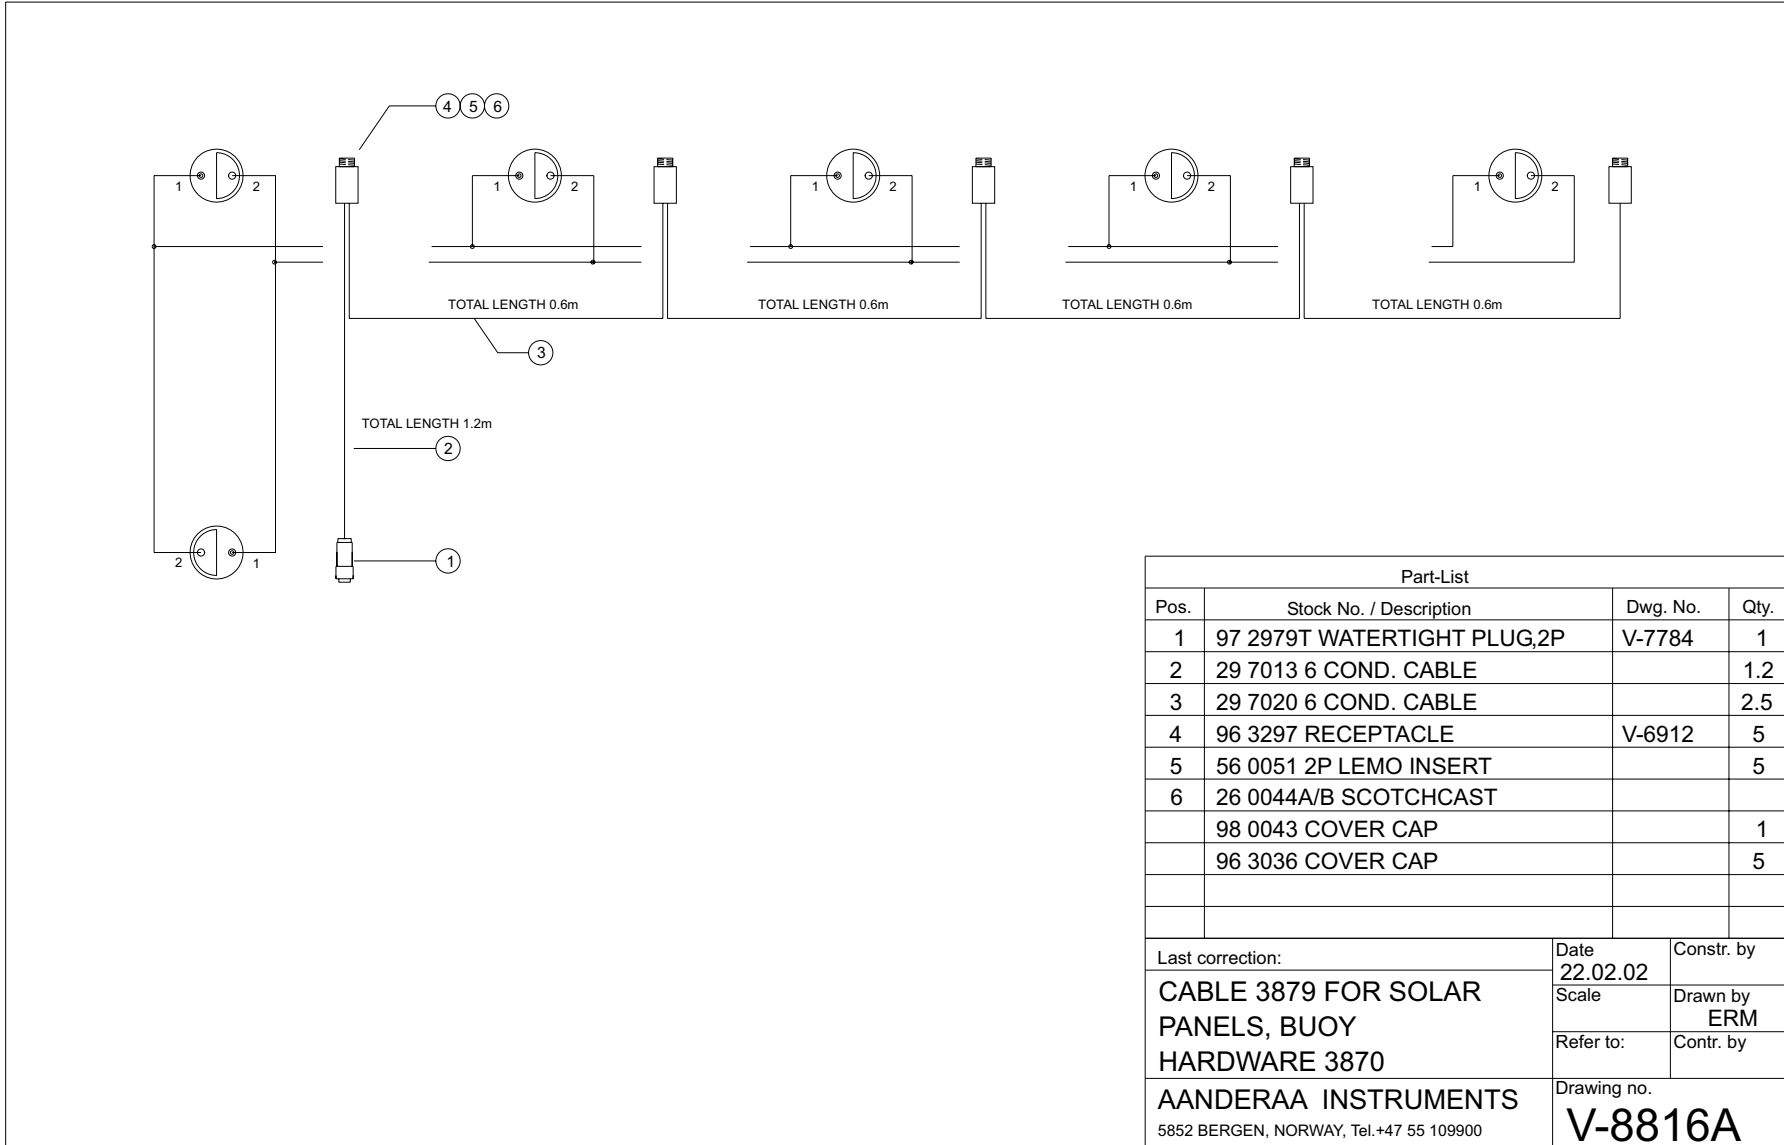 4 5 6
1 2 1 2 1 2 1 2 1 2
TOTAL LENGTH 0.6m TOTAL LENGTH 0.6m TOTAL LENGTH 0.6m TOTAL LENGTH 0.6m
3
TOTAL LENGTH 1.2m
2
2 1
1
Part-List
Pos. Stock No. / Description Dwg. No. Qty.
1 97 2979T WATERTIGHT PLUG,2P V-7784 1
2 29 7013 6 COND. CABLE 1.2
3 29 7020 6 COND. CABLE 2.5
4 96 3297 RECEPTACLE V-6912 5
5 56 0051 2P LEMO INSERT 5
6 26 0044A/B SCOTCHCAST
98 0043 COVER CAP 1
96 3036 COVER CAP 5
Last correction:
Date
22.02.02
Constr. by
CABLE 3879 FOR SOLAR
PANELS, BUOY
HARDWARE 3870
Scale
Drawn by
ERM
Refer to:
Contr. by
AANDERAA INSTRUMENTS
5852 BERGEN, NORWAY, Tel.+47 55 109900
Drawing no.
V-8816A